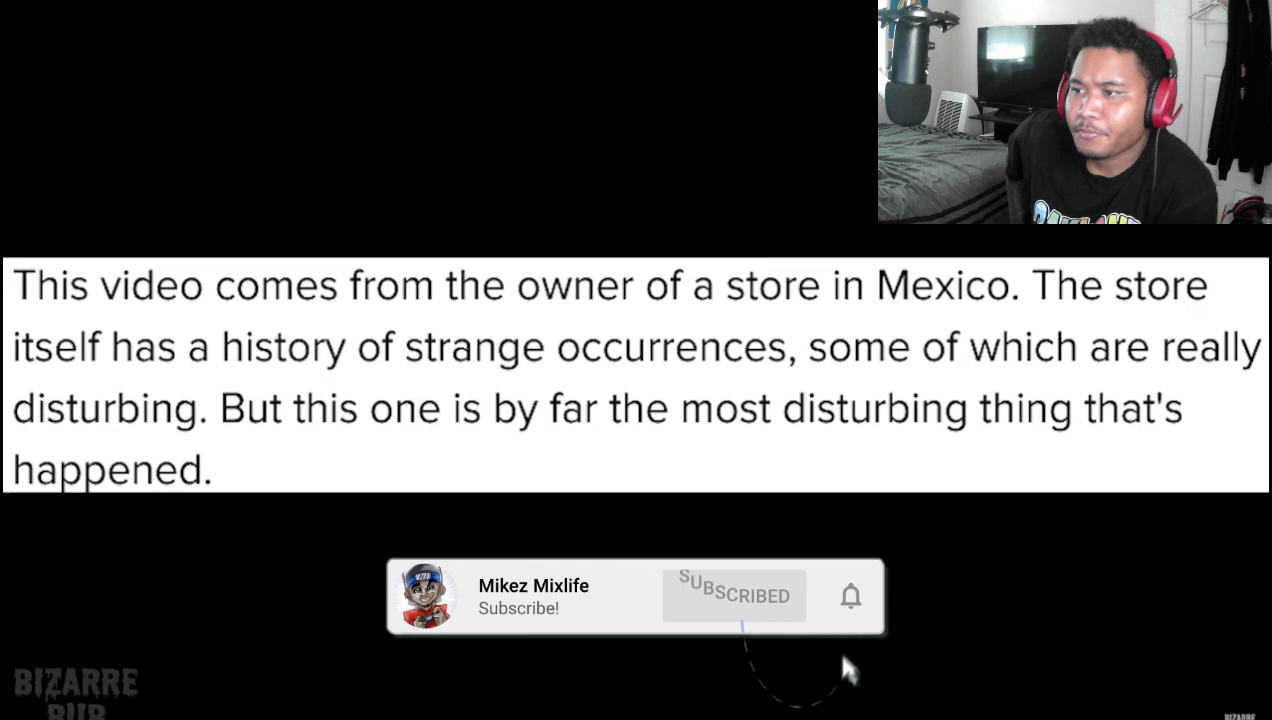 This video comes from the owner of a store in Mexico. The store
itself has a history of strange occurrences, some of which are really
disturbing. But this one is by far the most disturbing thing that's
happened.
Mikez Mixlife
Subscribe!
SUBSCRIBED
BIZARRE
BUB
BIZARRE